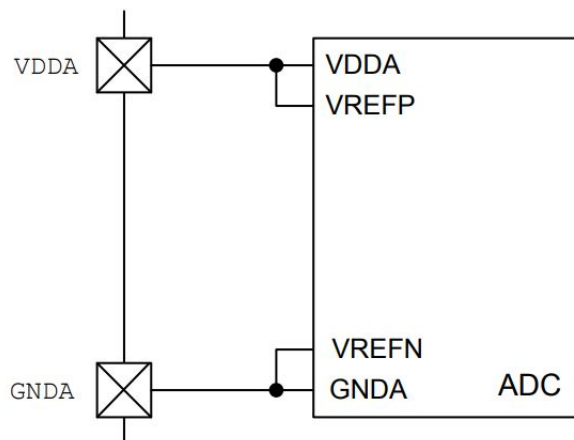 VDDA
VDDA
VREFP
VREFN
GNDA
GNDA
ADC